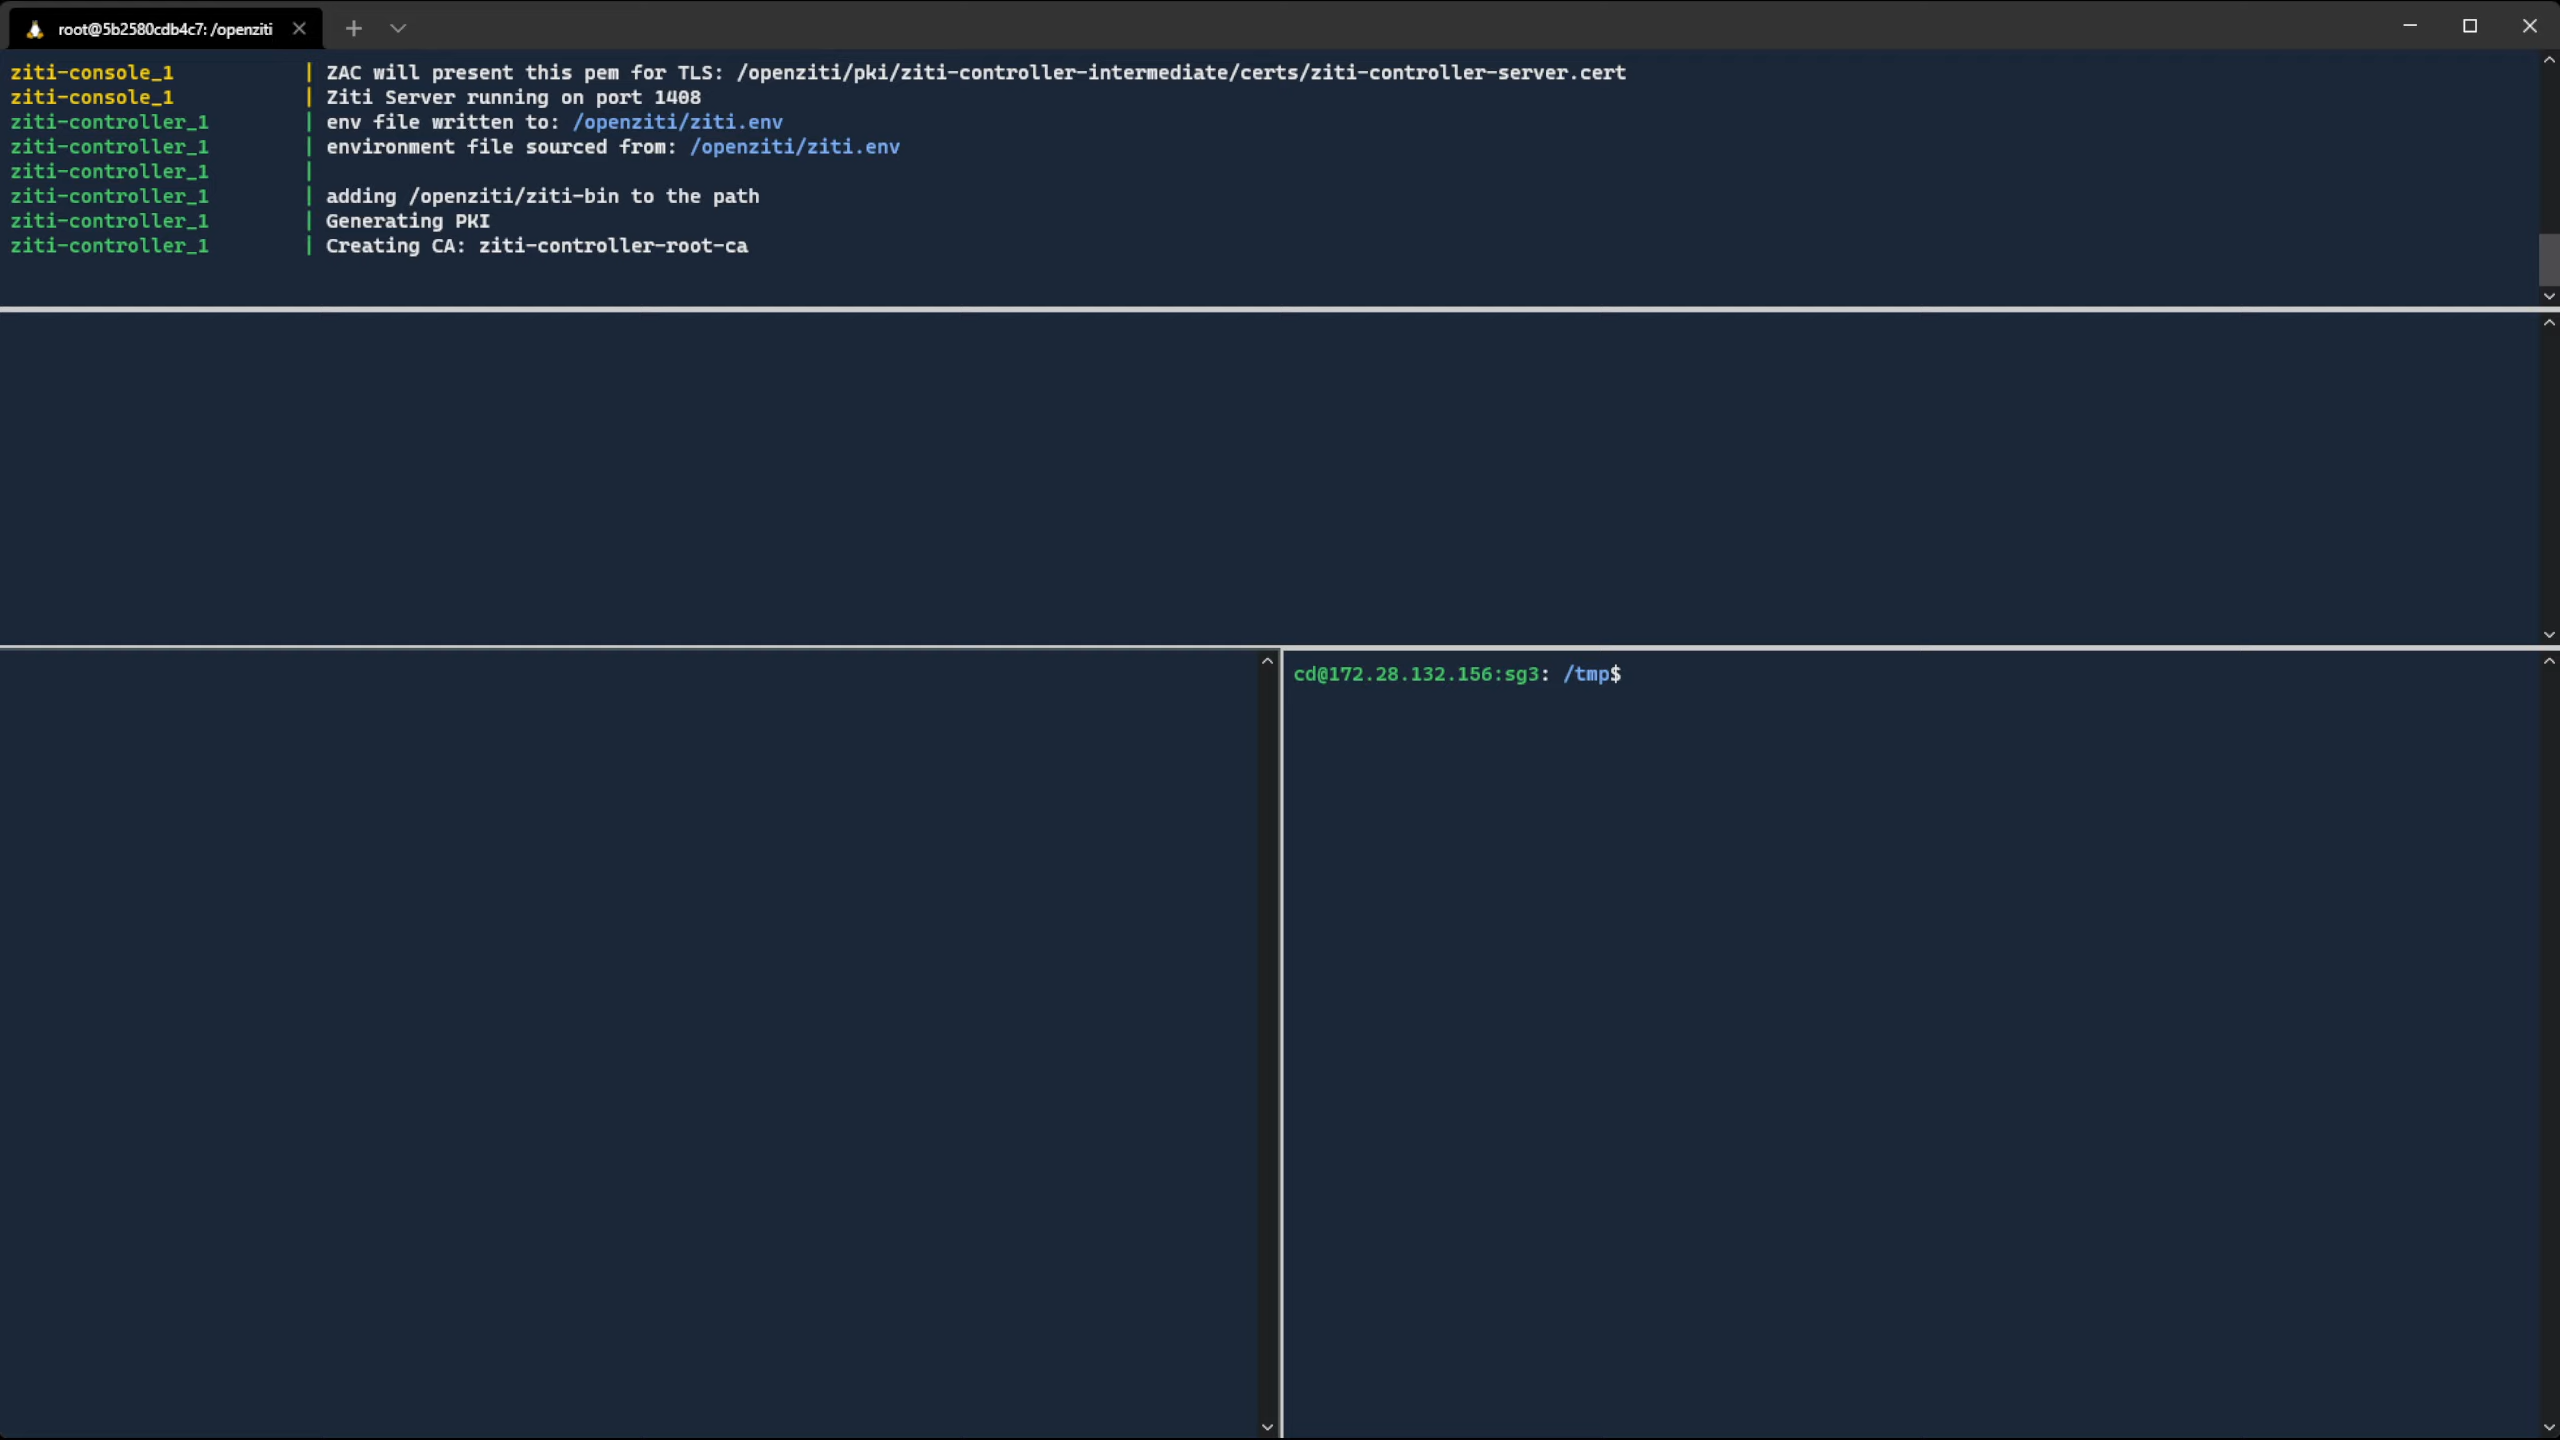 root@5b2580cdb4c7: /openziti
ziti-console_1 | ZAC will present this pem for TLS: /openziti/pki/ziti-controller-intermediate/certs/ziti-controller-server.cert
ziti-console_1 | Ziti Server running on port 1408
ziti-controller_1 | env file written to: /openziti/ziti.env
ziti-controller_1 | environment file sourced from: /openziti/ziti.env
ziti-controller_1 |
ziti-controller_1 | adding /openziti/ziti-bin to the path
ziti-controller_1 | Generating PKI
ziti-controller_1 | Creating CA: ziti-controller-root-ca
cd@172.28.132.156:sg3: /tmp$